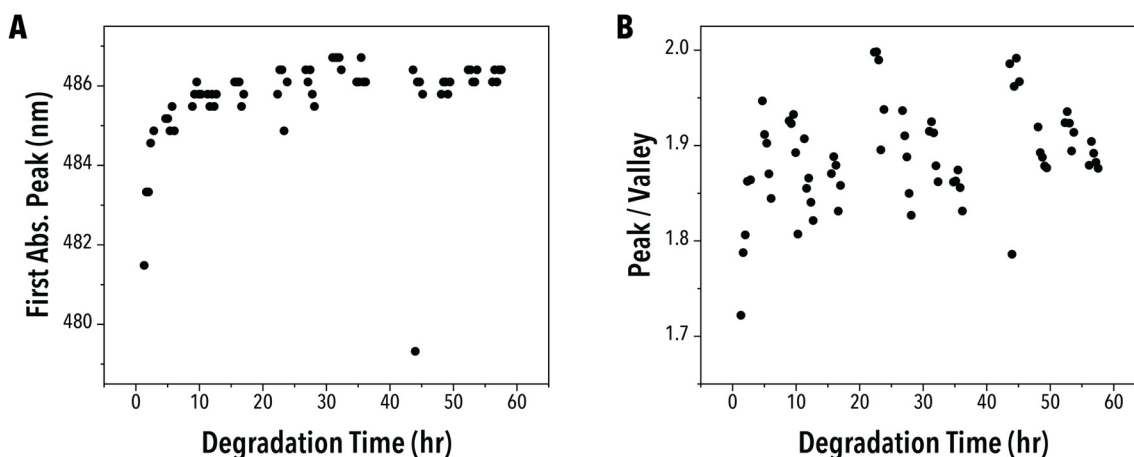 A
First Abs. Peak (nm)
486
484
482
480
0 10 20 30 40 50 60
Degradation Time (hr)
B
Peak / Valley
2.0
1.9
1.8
1.7
0 10 20 30 40 50 60
Degradation Time (hr)